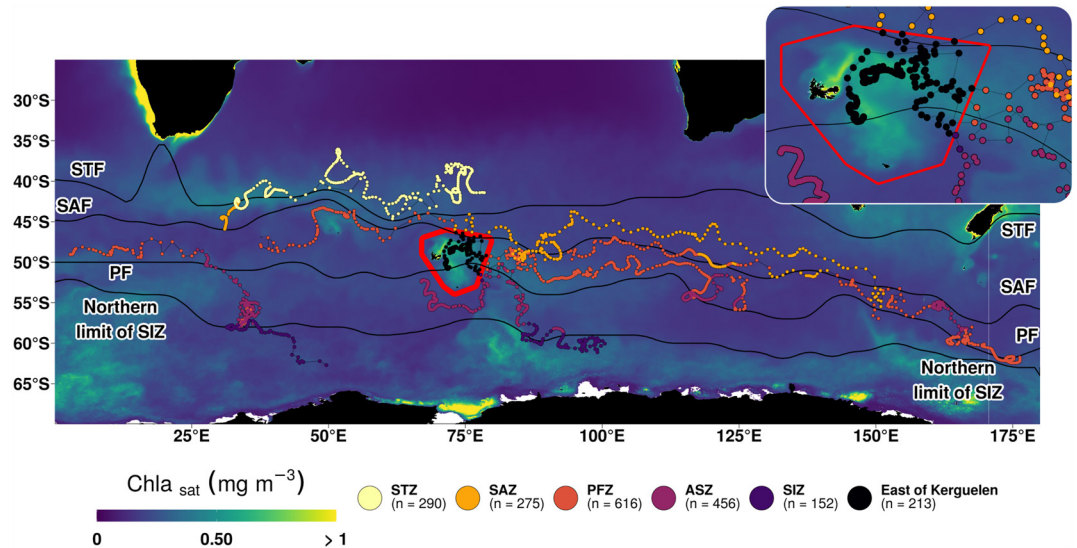 30°S
35°S
40°S
45°S
50°S
55°S
60°S
65°S
STF
SAF
PF
Northern
limit of SIZ
STF
SAF
PF
Northern
limit of SIZ
25°E
50°E
75°E
100°E
125°E
150°E
175°E
Chla sat (mg m−3)
0
0.50
> 1
STZ
(n = 290)
SAZ
(n = 275)
PFZ
(n = 616)
ASZ
(n = 456)
SIZ
(n = 152)
East of Kerguelen
(n = 213)